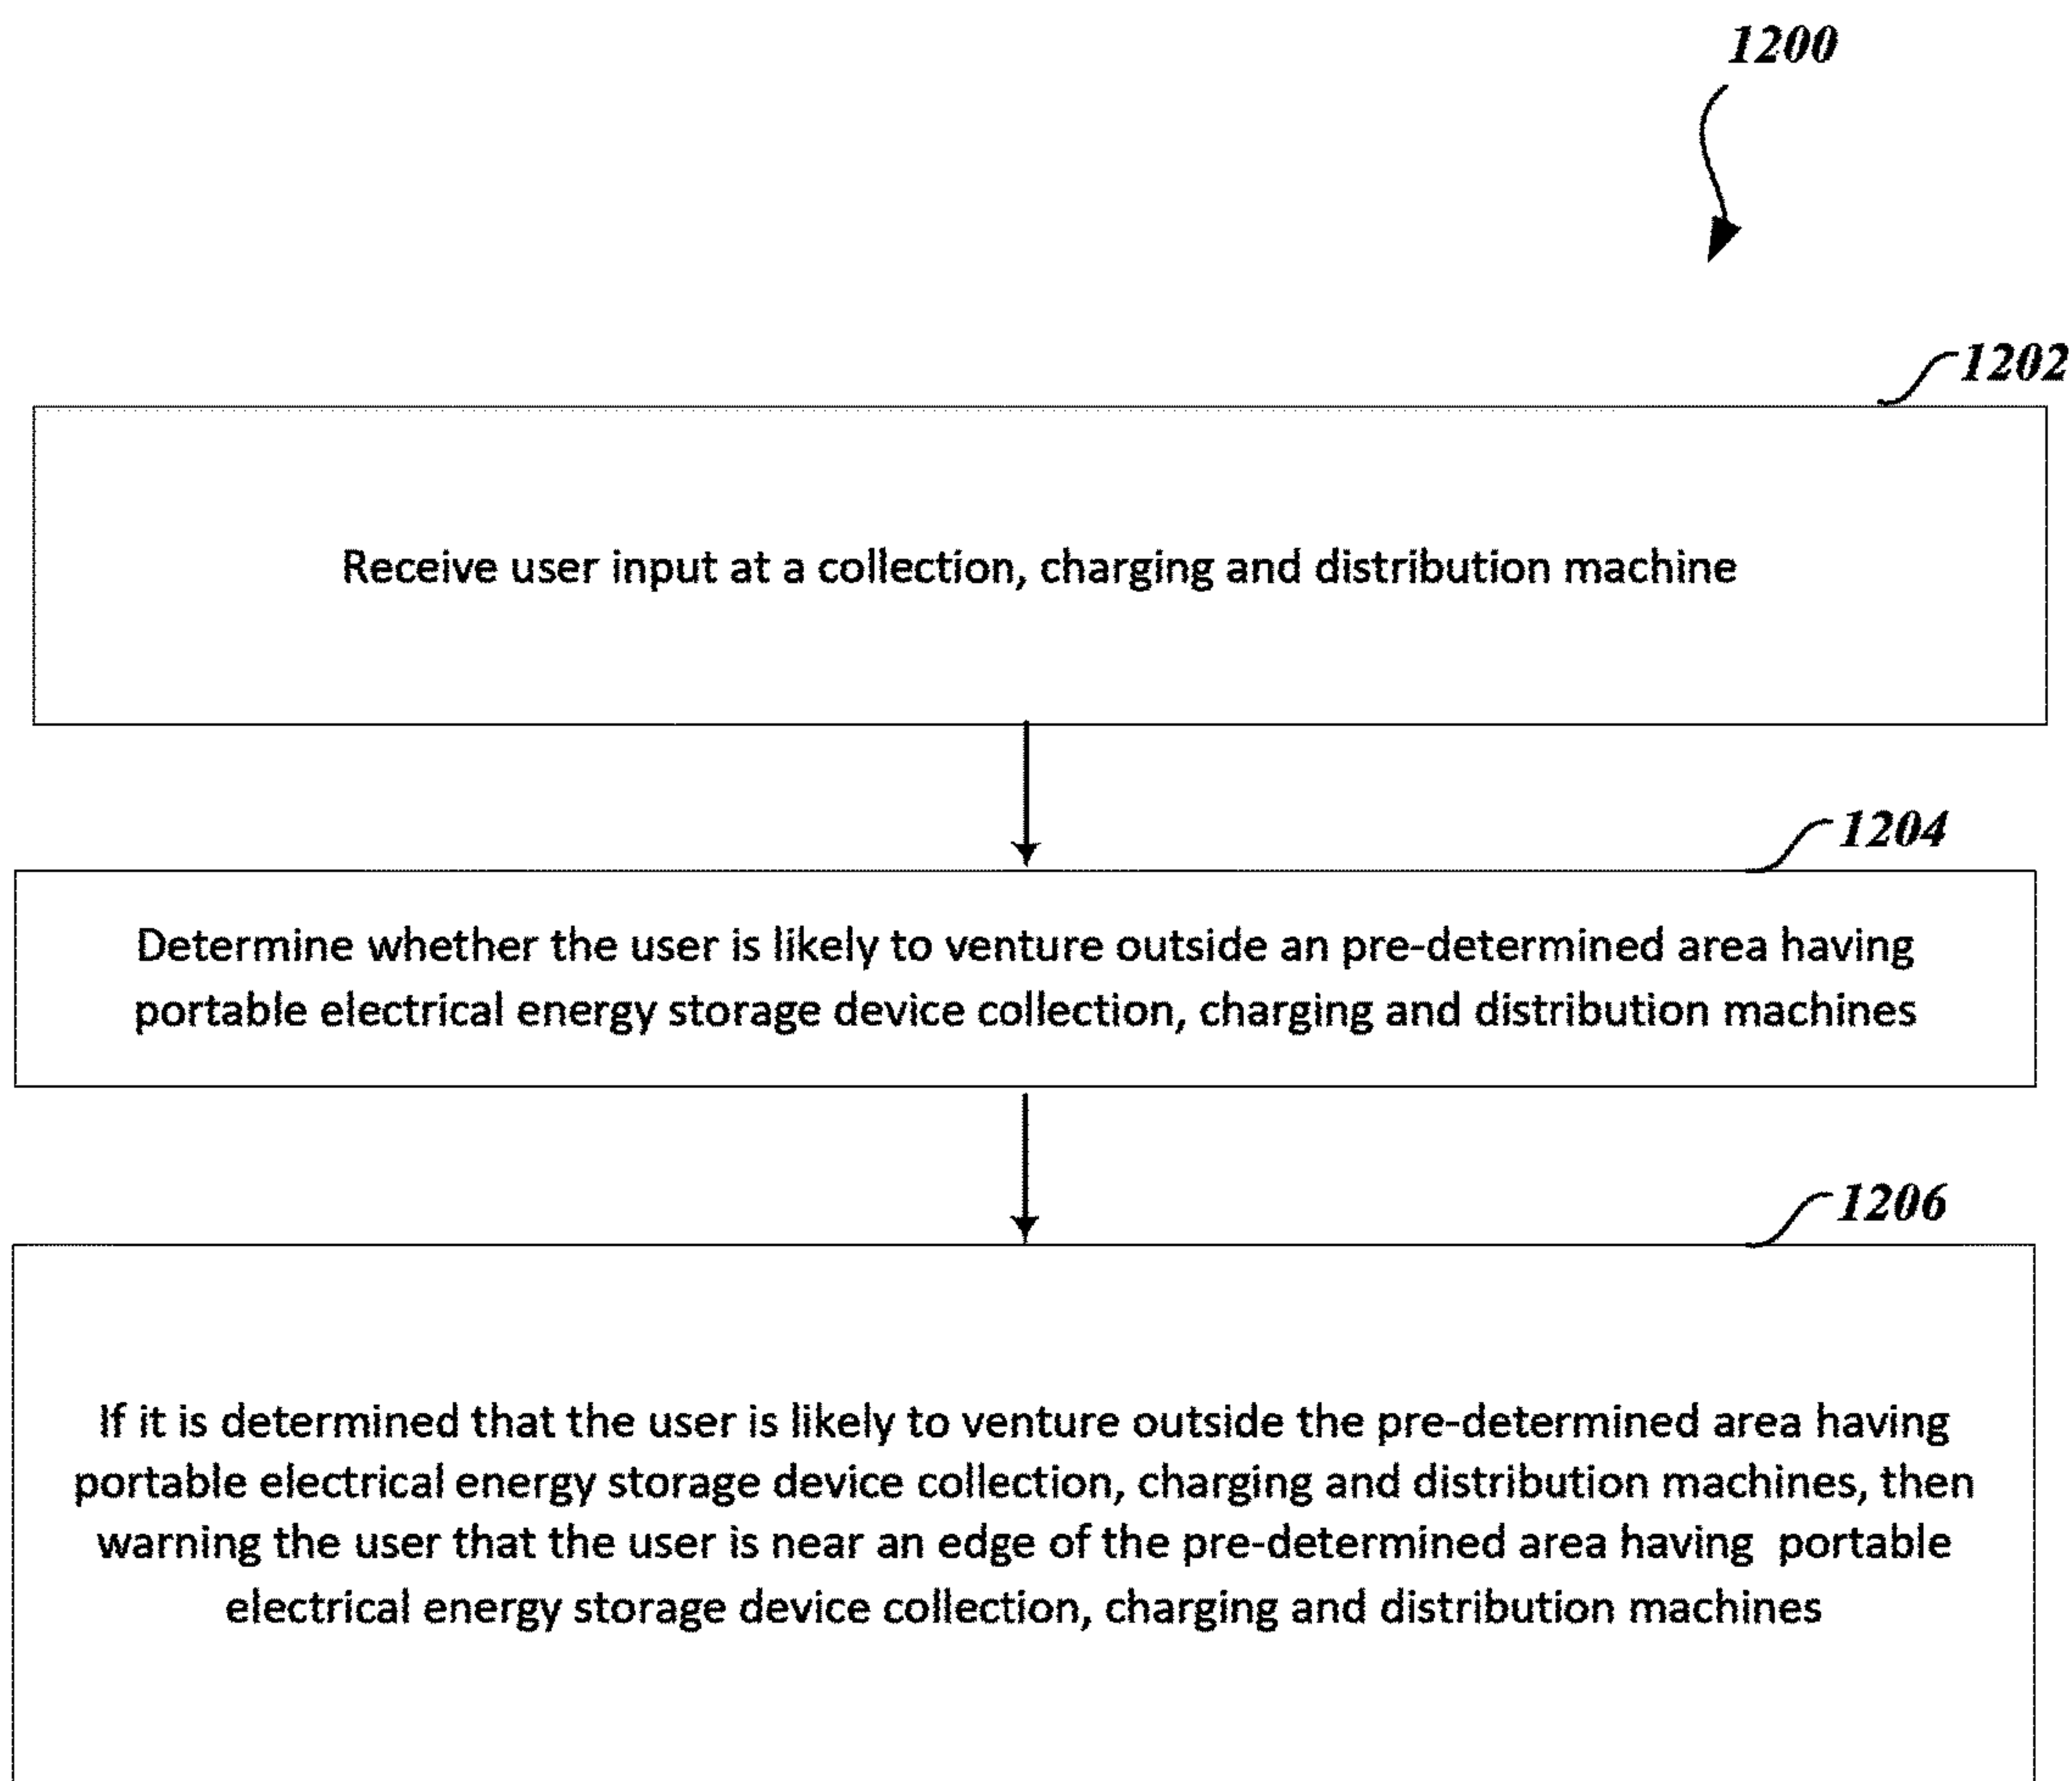 1200
1202
Receive user input at a collection, charging and distribution machine
1204
Determine whether the user is likely to venture outside an pre-determined area having
portable electrical energy storage device collection, charging and distribution machines
1206
If it is determined that the user is likely to venture outside the pre-determined area having
portable electrical energy storage device collection, charging and distribution machines, then
warning the user that the user is near an edge of the pre-determined area having portable
electrical energy storage device collection, charging and distribution machines